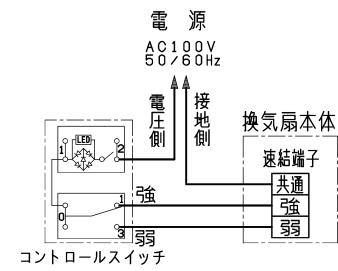 電源
AC100V
50/60Hz
電圧側
接地側
換気扇本体
速結端子
共通
強
弱
LED
1
2
強
1
0
3
弱
コントロールスイッチ